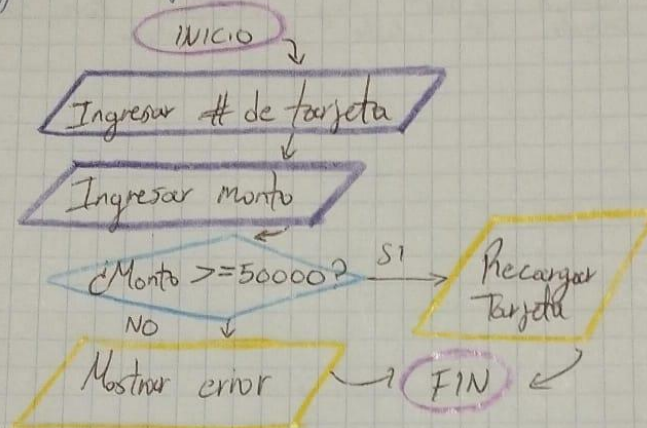 INICIO
Ingresar # de tarjeta
Ingresar monto
¿Monto >=50000?
SI
Recargar
Tarjeta
NO
Mostrar error
FIN